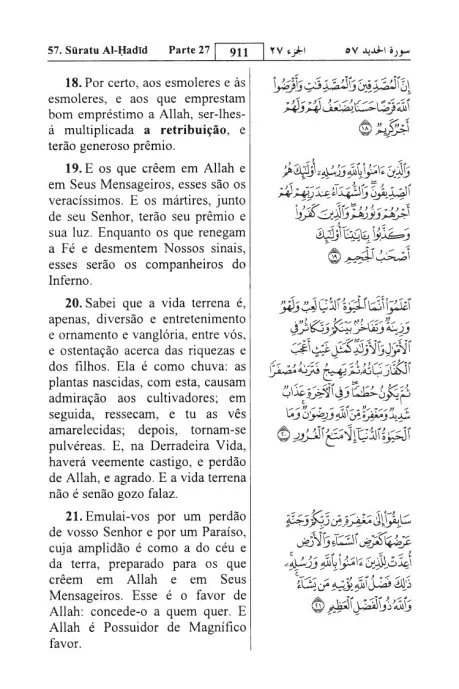 57. Sūratu Al-Ḥadīd Parte 27 911 الجزء ٢٧ سورة الحديد ٥٧
18. Por certo, aos esmoleres e às
esmoleres, e aos que emprestam
bom empréstimo a Allah, ser-lhes-
á multiplicada a retribuição, e
terão generoso prêmio.
19. E os que crêem em Allah e
em Seus Mensageiros, esses são os
veracíssimos. E os mártires, junto
de seu Senhor, terão seu prêmio e
sua luz. Enquanto os que renegam
a Fé e desmentem Nossos sinais,
esses serão os companheiros do
Inferno.
20. Sabei que a vida terrena é,
apenas, diversão e entretenimento
e ornamento e vanglória, entre vós,
e ostentação acerca das riquezas e
dos filhos. Ela é como chuva: as
plantas nascidas, com esta, causam
admiração aos cultivadores; em
seguida, ressecam, e tu as vês
amarelecidas; depois, tornam-se
pulvéreas. E, na Derradeira Vida,
haverá veemente castigo, e perdão
de Allah, e agrado. E a vida terrena
não é senão gozo falaz.
21. Emulai-vos por um perdão
de vosso Senhor e por um Paraíso,
cuja amplidão é como a do céu e
da terra, preparado para os que
crêem em Allah e em Seus
Mensageiros. Esse é o favor de
Allah: concede-o a quem quer. E
Allah é Possuidor de Magnífico
favor.
إِنَّ ٱلْمُصَّدِّقِينَ وَٱلْمُصَّدِّقَٰتِ وَأَقْرَضُوا۟
ٱللَّهَ قَرْضًا حَسَنًا يُضَٰعَفُ لَهُمْ وَلَهُمْ
أَجْرٌ كَرِيمٌ ١٨
وَٱلَّذِينَ ءَامَنُوا۟ بِٱللَّهِ وَرُسُلِهِۦٓ أُو۟لَٰٓئِكَ هُمُ
ٱلصِّدِّيقُونَ وَٱلشُّهَدَآءُ عِندَ رَبِّهِمْ لَهُمْ
أَجْرُهُمْ وَنُورُهُمْ وَٱلَّذِينَ كَفَرُوا۟
وَكَذَّبُوا۟ بِـَٔايَٰتِنَآ أُو۟لَٰٓئِكَ
أَصْحَٰبُ ٱلْجَحِيمِ ١٩
ٱعْلَمُوٓا۟ أَنَّمَا ٱلْحَيَوٰةُ ٱلدُّنْيَا لَعِبٌ وَلَهْوٌ
وَزِينَةٌ وَتَفَاخُرٌۢ بَيْنَكُمْ وَتَكَاثُرٌ فِى
ٱلْأَمْوَٰلِ وَٱلْأَوْلَٰدِ كَمَثَلِ غَيْثٍ أَعْجَبَ
ٱلْكُفَّارَ نَبَاتُهُۥ ثُمَّ يَهِيجُ فَتَرَىٰهُ مُصْفَرًّا
ثُمَّ يَكُونُ حُطَٰمًا وَفِى ٱلْءَاخِرَةِ عَذَابٌ
شَدِيدٌ وَمَغْفِرَةٌ مِّنَ ٱللَّهِ وَرِضْوَٰنٌ وَمَا
ٱلْحَيَوٰةُ ٱلدُّنْيَآ إِلَّا مَتَٰعُ ٱلْغُرُورِ ٢٠
سَابِقُوٓا۟ إِلَىٰ مَغْفِرَةٍ مِّن رَّبِّكُمْ وَجَنَّةٍ
عَرْضُهَا كَعَرْضِ ٱلسَّمَآءِ وَٱلْأَرْضِ
أُعِدَّتْ لِلَّذِينَ ءَامَنُوا۟ بِٱللَّهِ وَرُسُلِهِۦ
ذَٰلِكَ فَضْلُ ٱللَّهِ يُؤْتِيهِ مَن يَشَآءُ
وَٱللَّهُ ذُو ٱلْفَضْلِ ٱلْعَظِيمِ ٢١